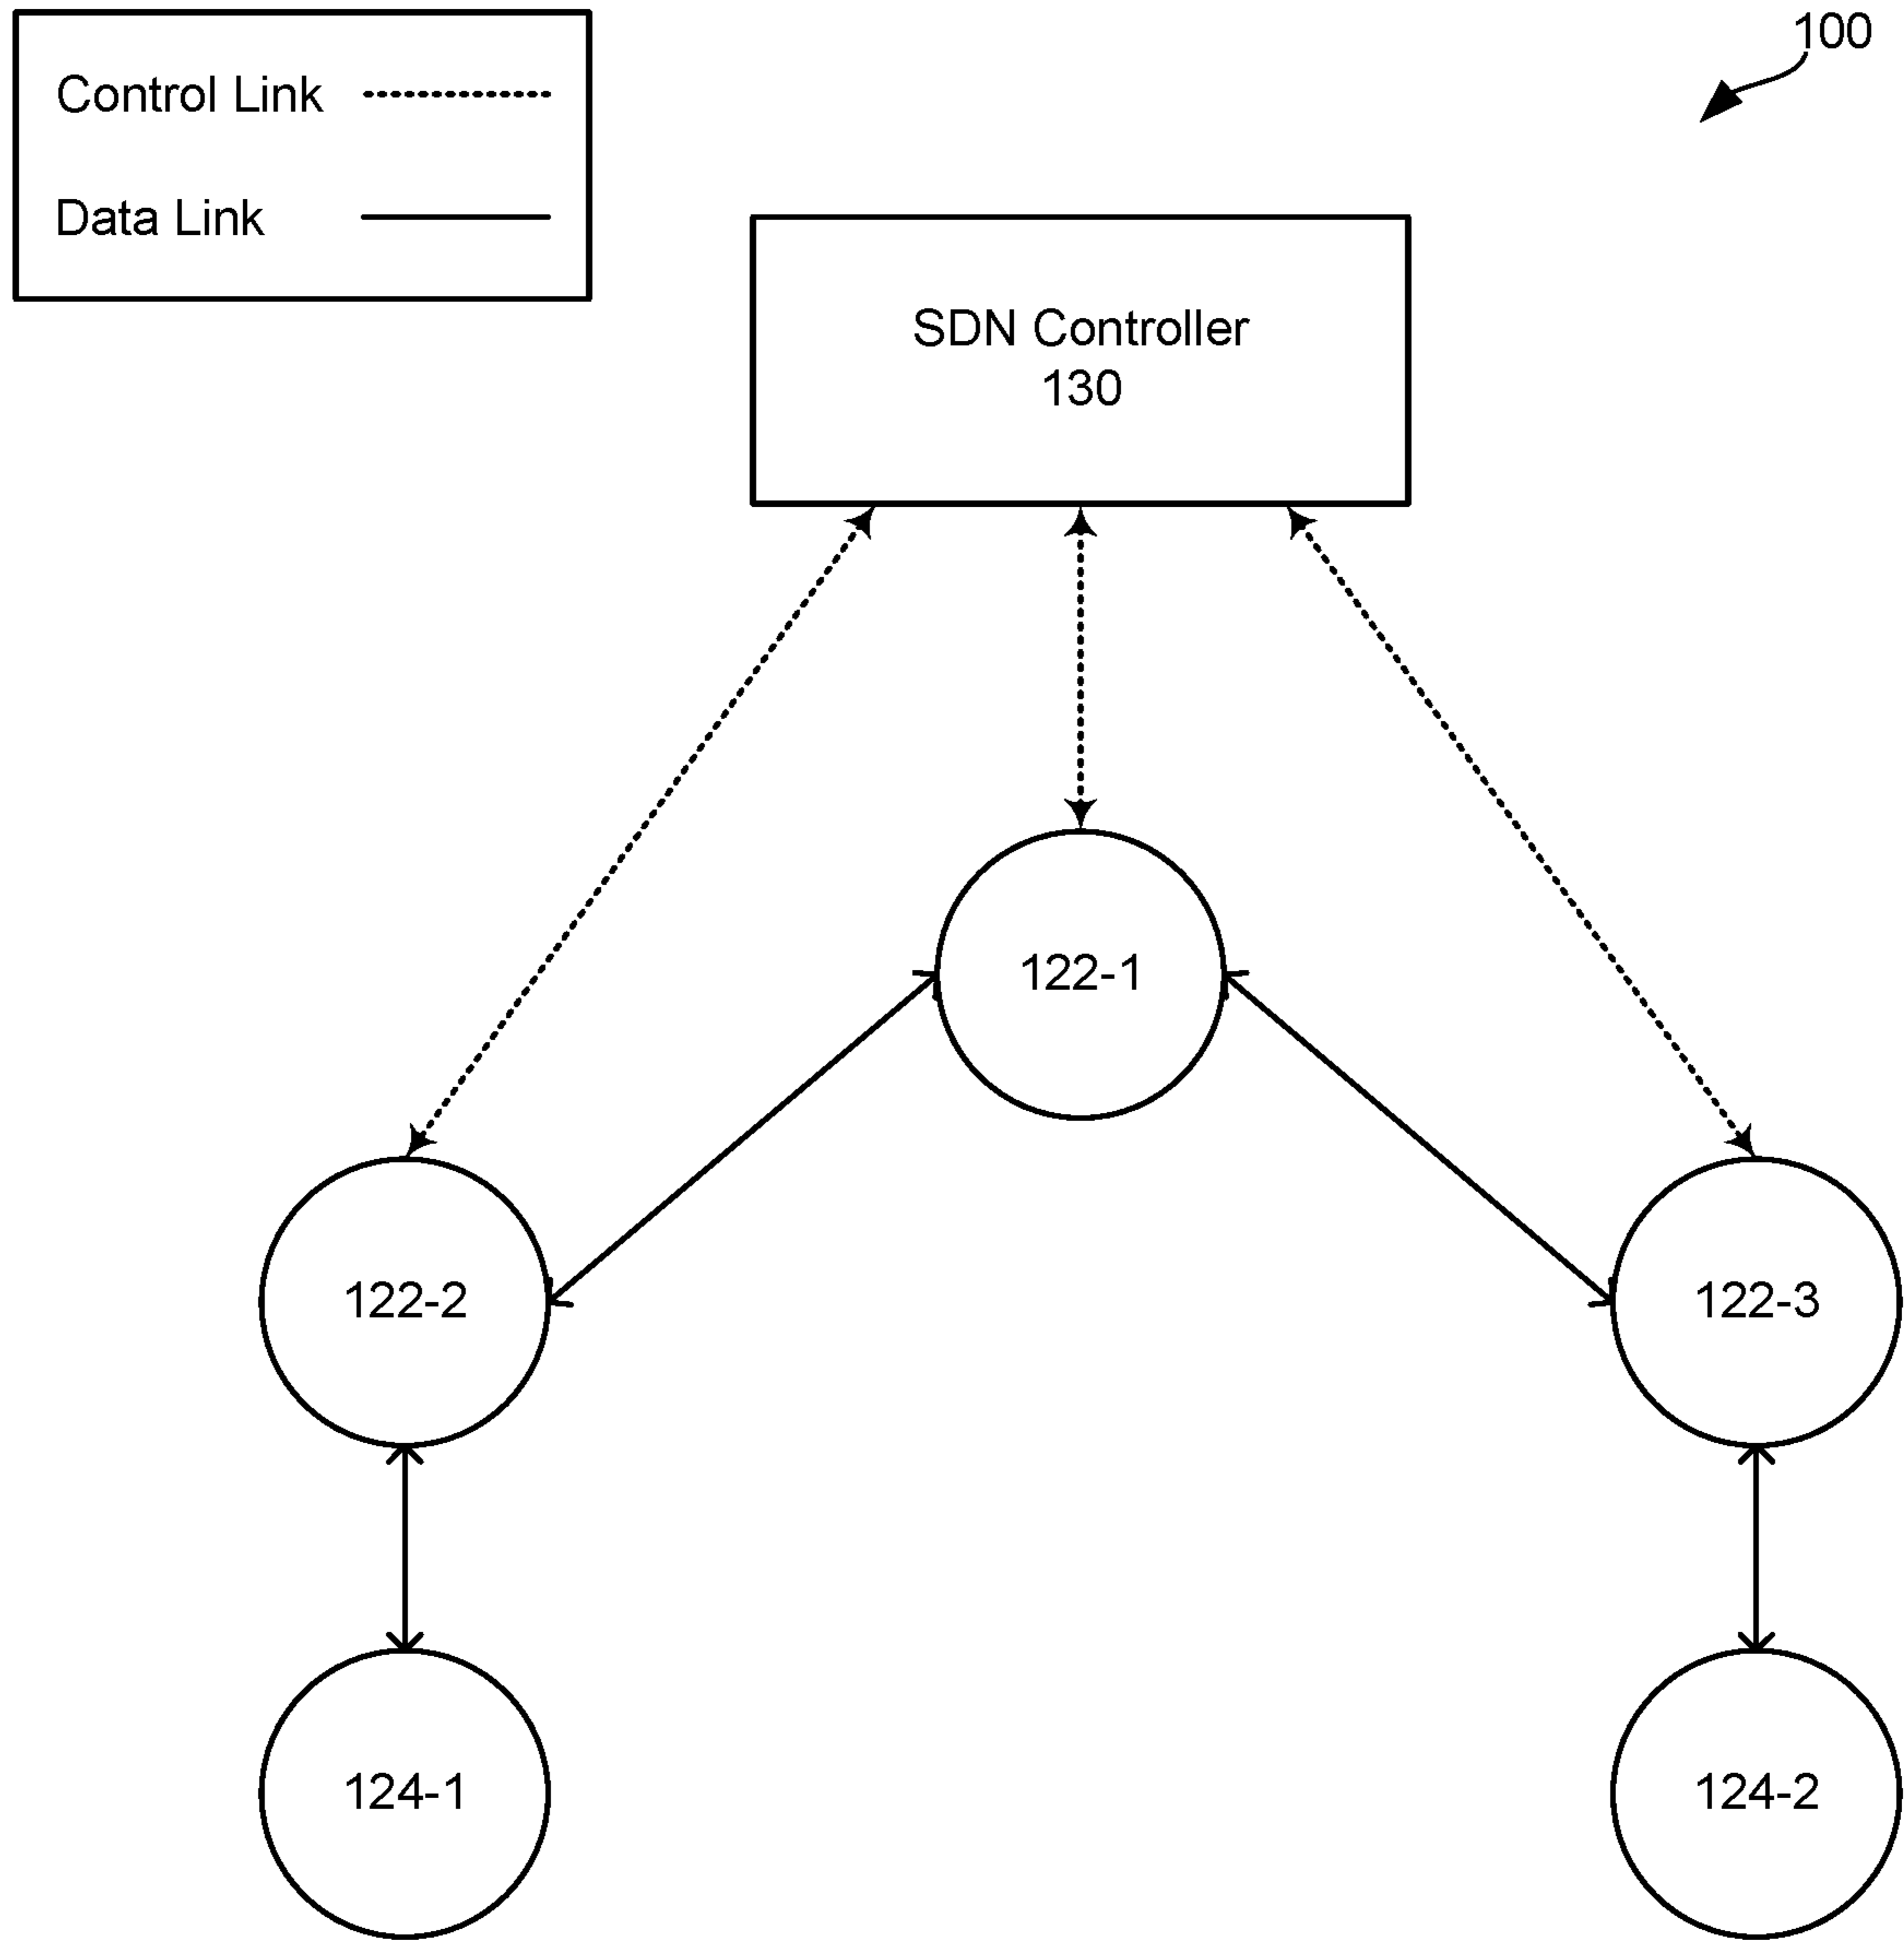 100
Control Link
Data Link
SDN Controller
130
122-1
122-2
122-3
124-1
124-2